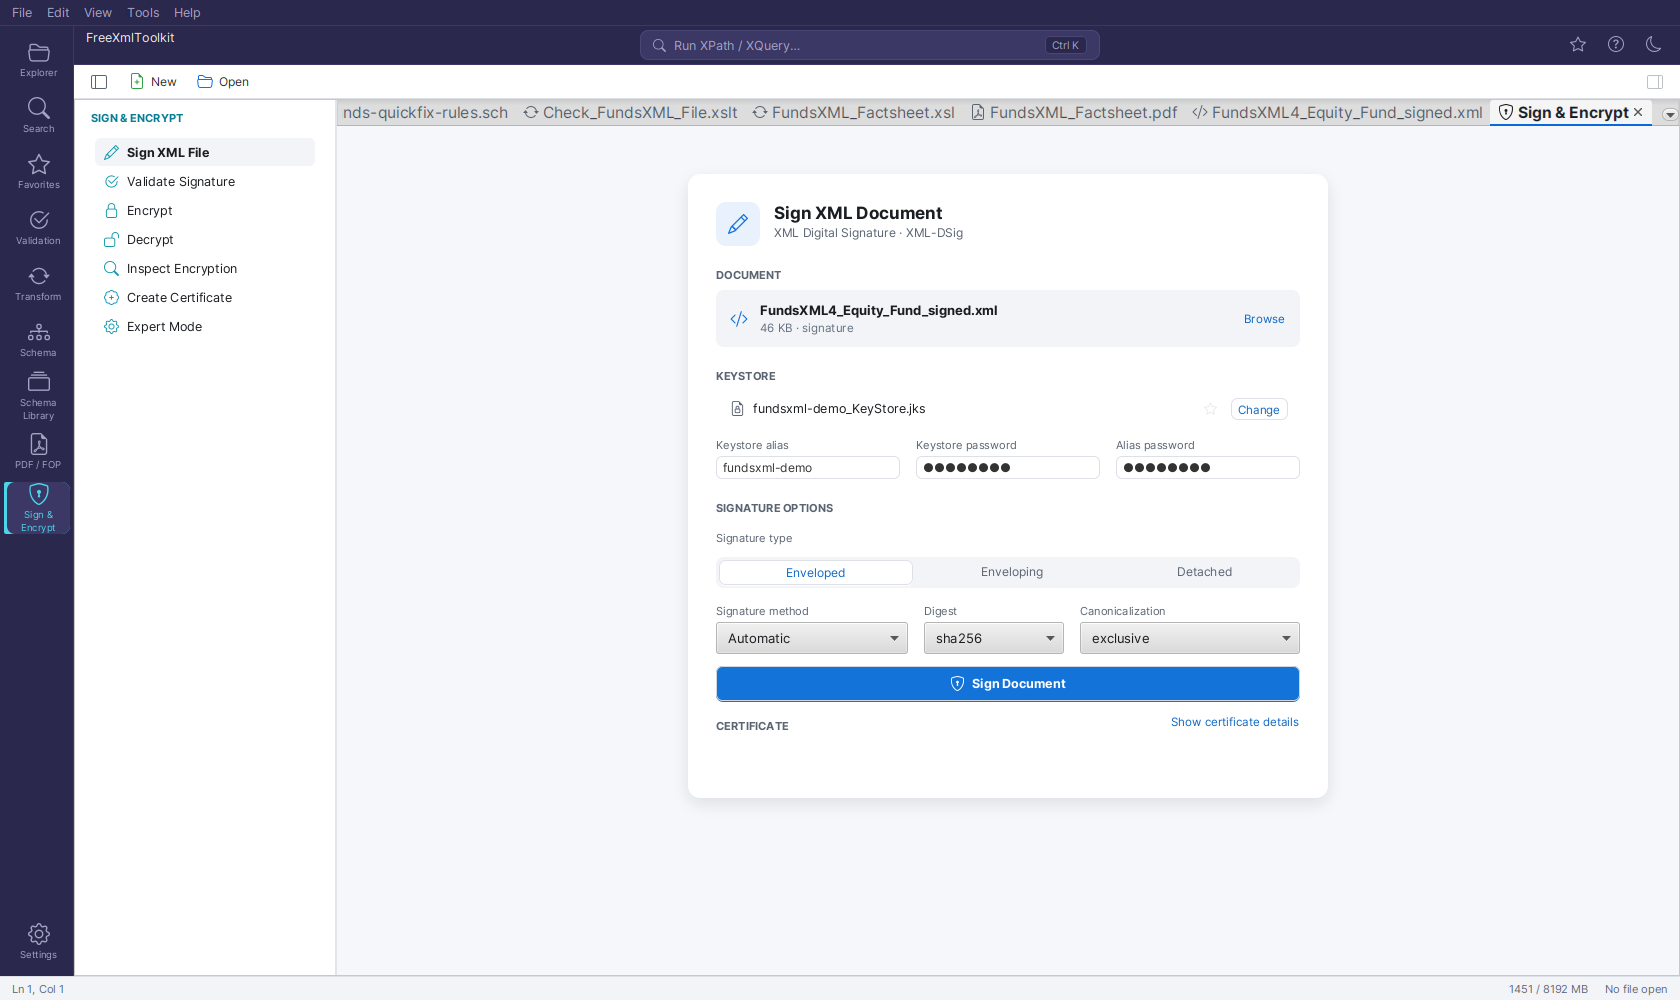 File Edit View Tools Help
FreeXmlToolkit
Run XPath / XQuery...
Ctrl K
New
Open
Explorer
Search
Favorites
Validation
Transform
Schema
Schema
Library
PDF / FOP
Sign &
Encrypt
Settings
SIGN & ENCRYPT
Sign XML File
Validate Signature
Encrypt
Decrypt
Inspect Encryption
Create Certificate
Expert Mode
nds-quickfix-rules.sch Check_FundsXML_File.xslt FundsXML_Factsheet.xsl FundsXML_Factsheet.pdf FundsXML4_Equity_Fund_signed.xml Sign & Encrypt
Sign XML Document
XML Digital Signature · XML-DSig
DOCUMENT
FundsXML4_Equity_Fund_signed.xml
46 KB · signature
Browse
KEYSTORE
fundsxml-demo_KeyStore.jks
Change
Keystore alias Keystore password Alias password
fundsxml-demo ●●●●●●●● ●●●●●●●●
SIGNATURE OPTIONS
Signature type
Enveloped Enveloping Detached
Signature method Digest Canonicalization
Automatic sha256 exclusive
Sign Document
CERTIFICATE
Show certificate details
Ln 1, Col 1
1451 / 8192 MB No file open